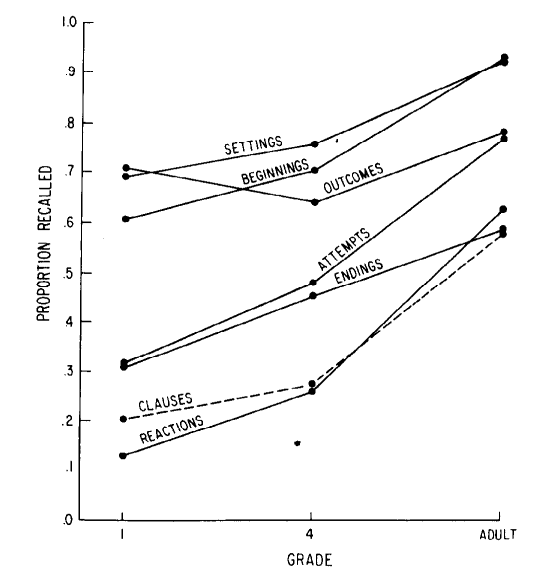 1.0
.9
.8
.7
.6
.5
.4
.3
.2
.1
.0
PROPORTION RECALLED
SETTINGS
BEGINNINGS
OUTCOMES
ATTEMPTS
ENDINGS
CLAUSES
REACTIONS
1 4 ADULT
GRADE